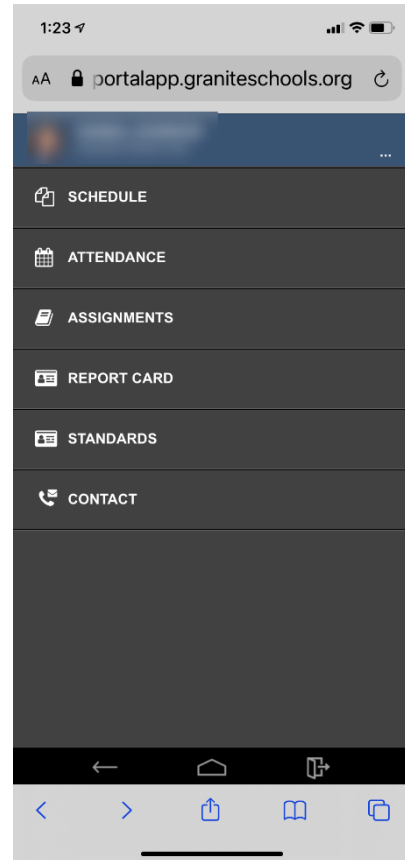 1:23
AA portalapp.graniteschools.org
...
SCHEDULE
ATTENDANCE
ASSIGNMENTS
REPORT CARD
STANDARDS
CONTACT